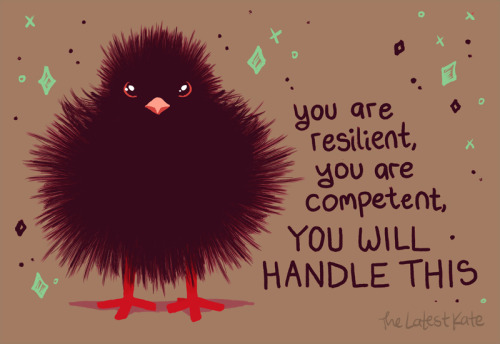 you are
resilient,
you are
competent,
YOU WILL
HANDLE THIS
the Latest Kate